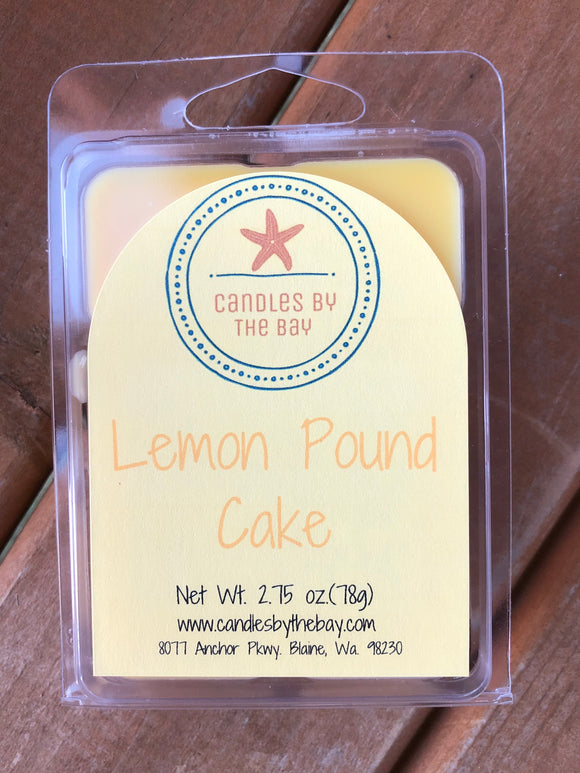 CANDLES BY
THE BAY
Lemon Pound
Cake
Net Wt. 2.75 oz.(78g)
www.candlesbythebay.com
8077 Anchor Pkwy. Blaine, Wa. 98230